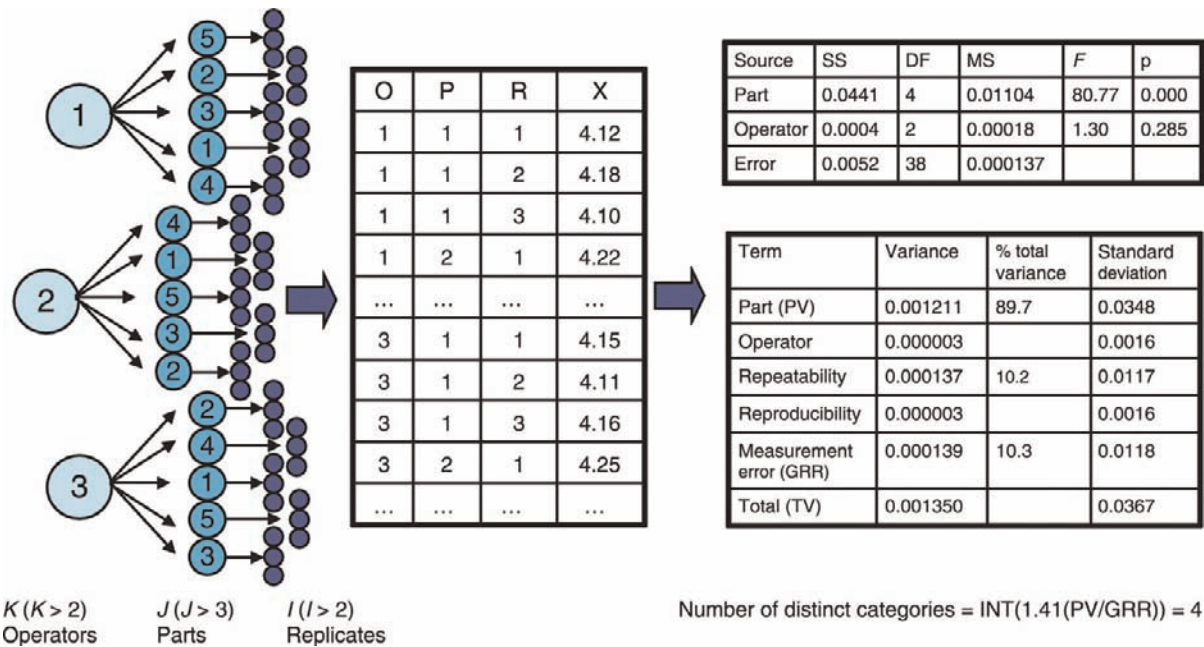 1
5
2
3
1
4
2
4
1
5
3
2
3
2
4
1
5
3
K (K > 2)
Operators
J (J > 3)
Parts
I (I > 2)
Replicates
O P R X
1 1 1 4.12
1 1 2 4.18
1 1 3 4.10
1 2 1 4.22
... ... ... ...
3 1 1 4.15
3 1 2 4.11
3 1 3 4.16
3 2 1 4.25
... ... ... ...
Source SS DF MS F p
Part 0.0441 4 0.01104 80.77 0.000
Operator 0.0004 2 0.00018 1.30 0.285
Error 0.0052 38 0.000137
Term Variance % total variance Standard deviation
Part (PV) 0.001211 89.7 0.0348
Operator 0.000003 0.0016
Repeatability 0.000137 10.2 0.0117
Reproducibility 0.000003 0.0016
Measurement error (GRR) 0.000139 10.3 0.0118
Total (TV) 0.001350 0.0367
Number of distinct categories = INT(1.41(PV/GRR)) = 4